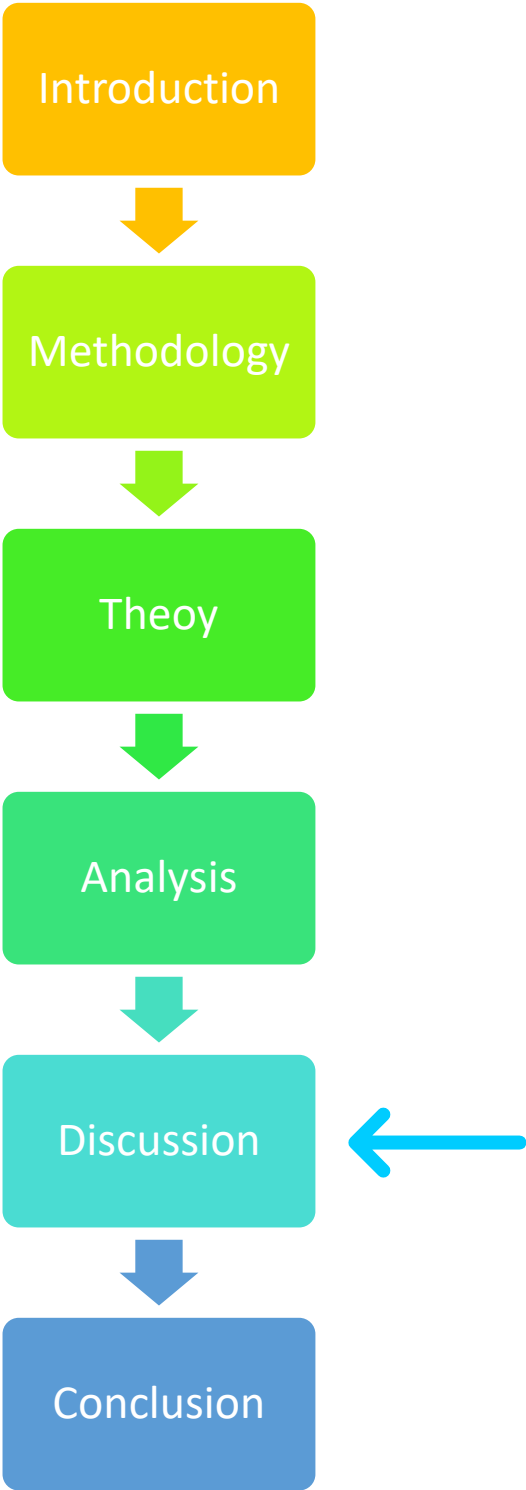 Introduction
Methodology
Theoy
Analysis
Discussion
Conclusion